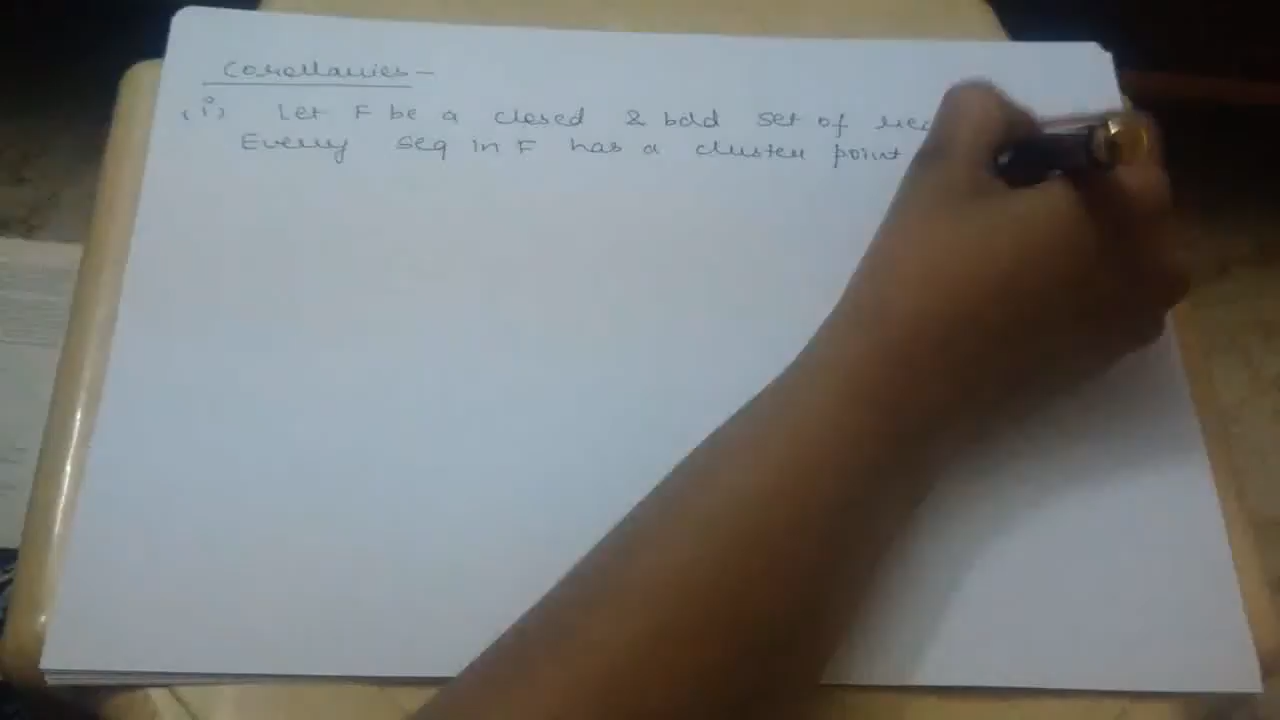 Corollaries -
(i) Let F be a closed & bdd set of
Every seq in F has a cluster point